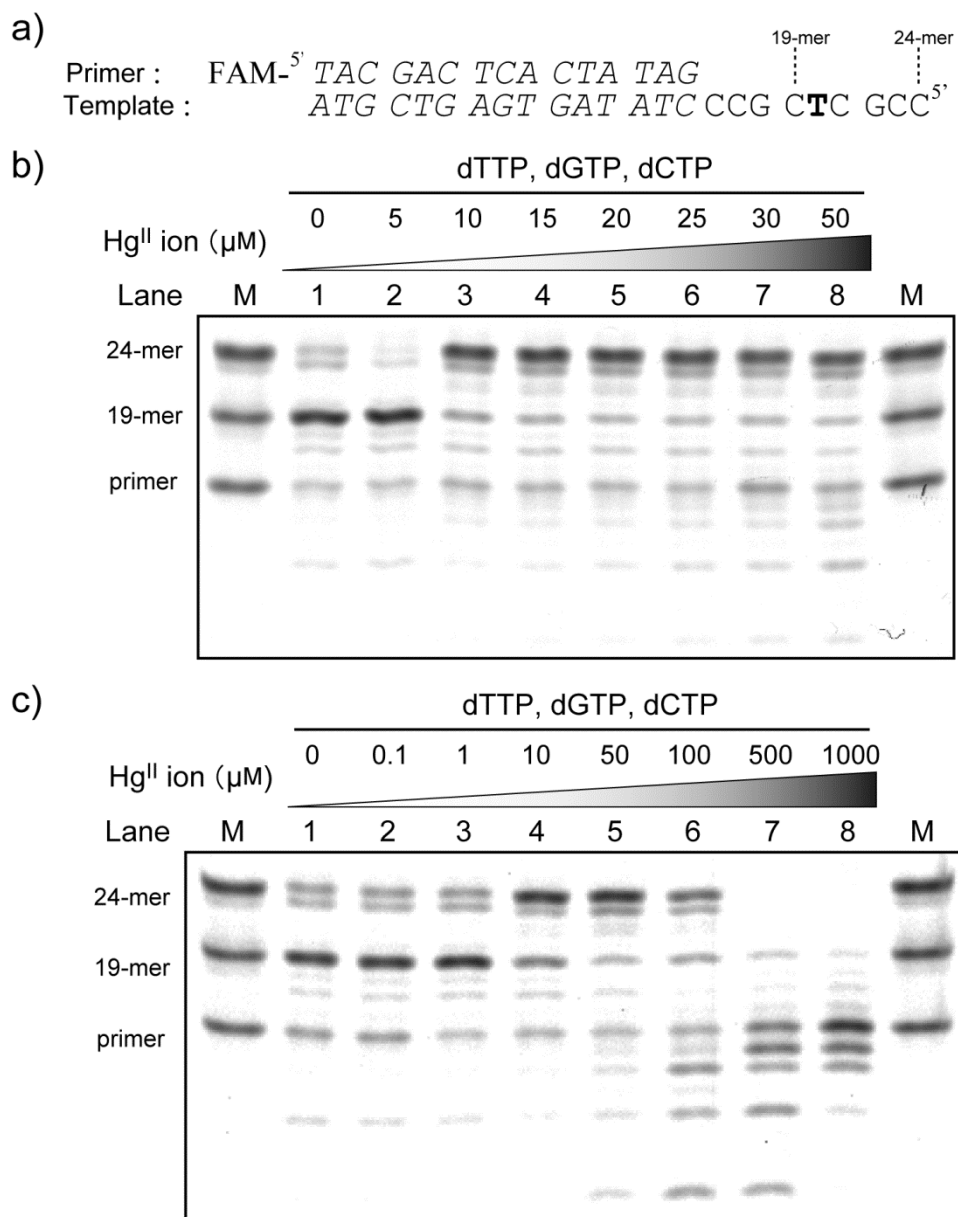 a)
19-mer 24-mer
Primer : FAM-5' TAC GAC TCA CTA TAG
Template : ATG CTG AGT GAT ATC CCG CTC GCC5'
b)
dTTP, dGTP, dCTP
0 5 10 15 20 25 30 50
HgII ion (μM)
Lane M 1 2 3 4 5 6 7 8 M
24-mer
19-mer
primer
c)
dTTP, dGTP, dCTP
0 0.1 1 10 50 100 500 1000
HgII ion (μM)
Lane M 1 2 3 4 5 6 7 8 M
24-mer
19-mer
primer